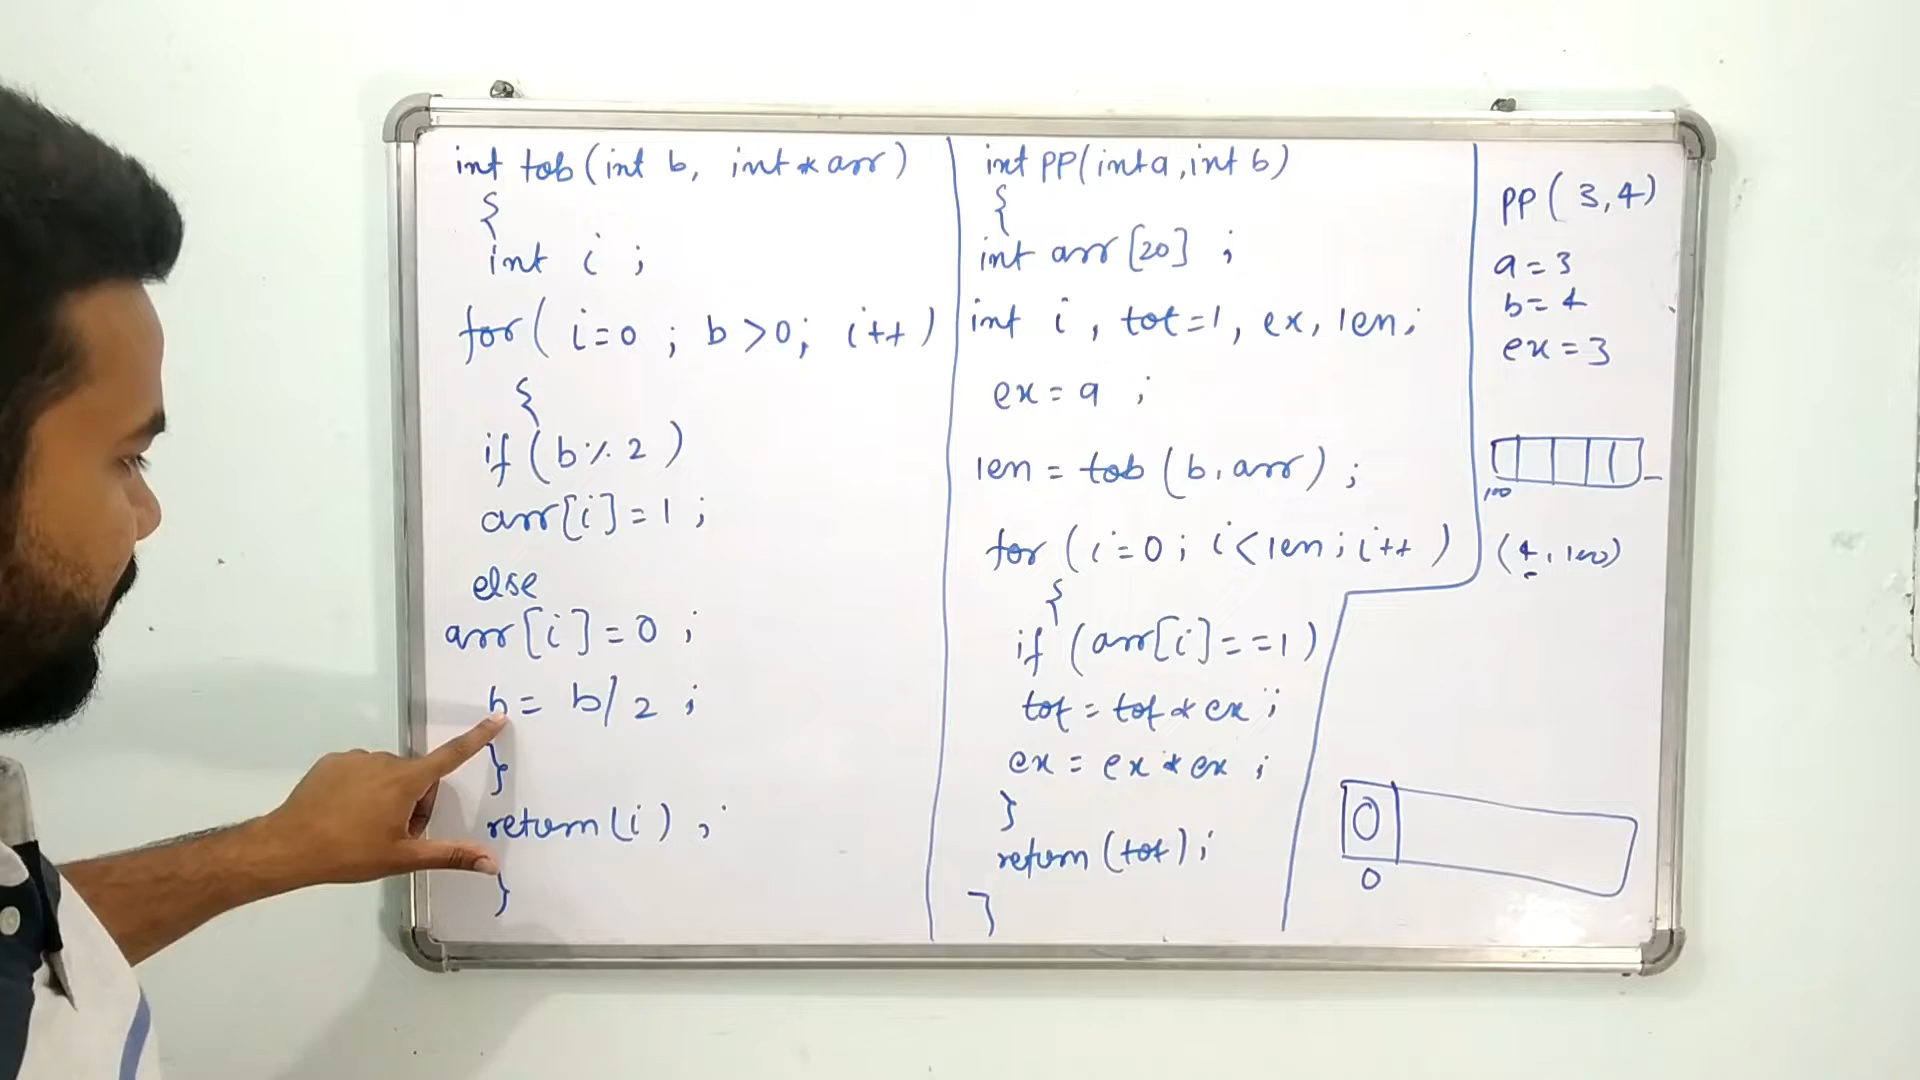 int tob(int b, int * arr)
{
int i ;
for( i=0 ; b>0; i++)
{
if (b % 2)
arr[i]=1 ;
else
arr[i]=0 ;
b= b/2 ;
}
return(i) ;
}
int pp(int a, int b)
{
int arr [20] ;
int i , tot=1, ex, len;
ex = a ;
len = tob (b, arr) ;
for (i=0; i<len; i++)
{
if (arr[i]==1)
tot = tot * ex ;
ex = ex * ex ;
}
return (tot) ;
}
pp (3,4)
a=3
b=4
ex=3
100
(4, 100)
0
0